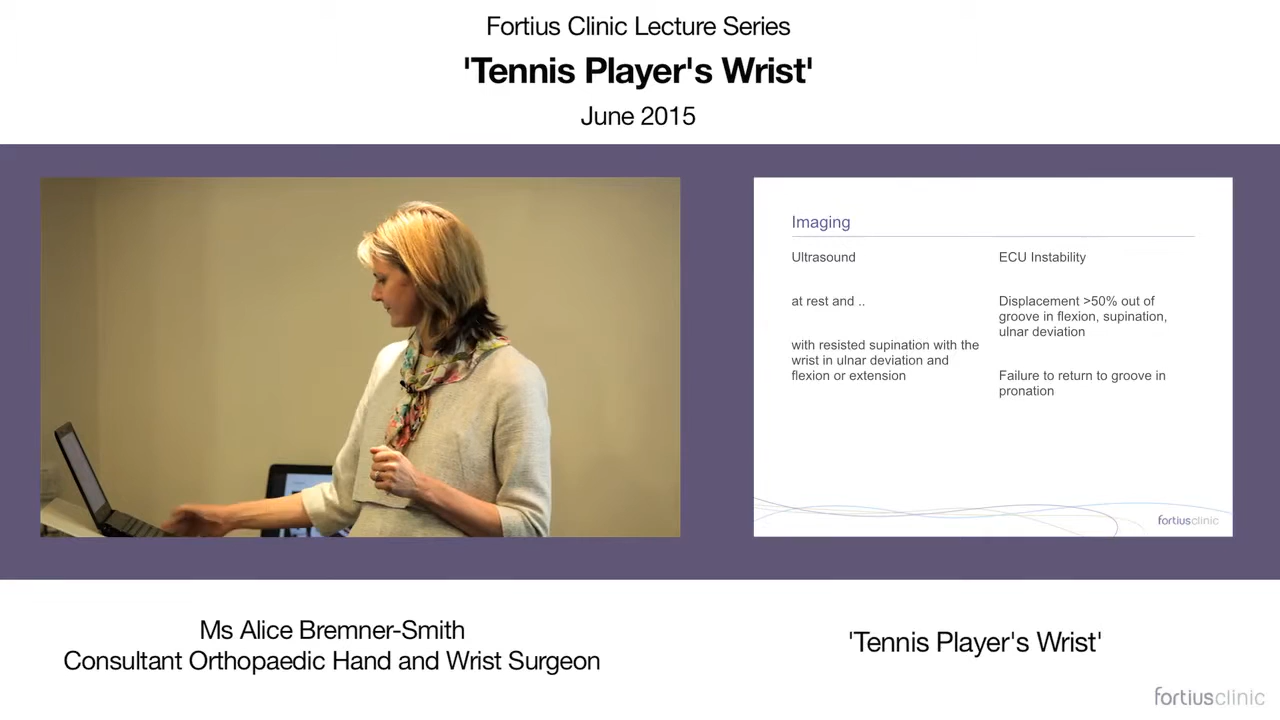 Fortius Clinic Lecture Series
'Tennis Player's Wrist'
June 2015
Imaging
Ultrasound
at rest and ..
with resisted supination with the
wrist in ulnar deviation and
flexion or extension
ECU Instability
Displacement >50% out of
groove in flexion, supination,
ulnar deviation
Failure to return to groove in
pronation
fortiusclinic
Ms Alice Bremner-Smith
Consultant Orthopaedic Hand and Wrist Surgeon
'Tennis Player's Wrist'
fortiusclinic